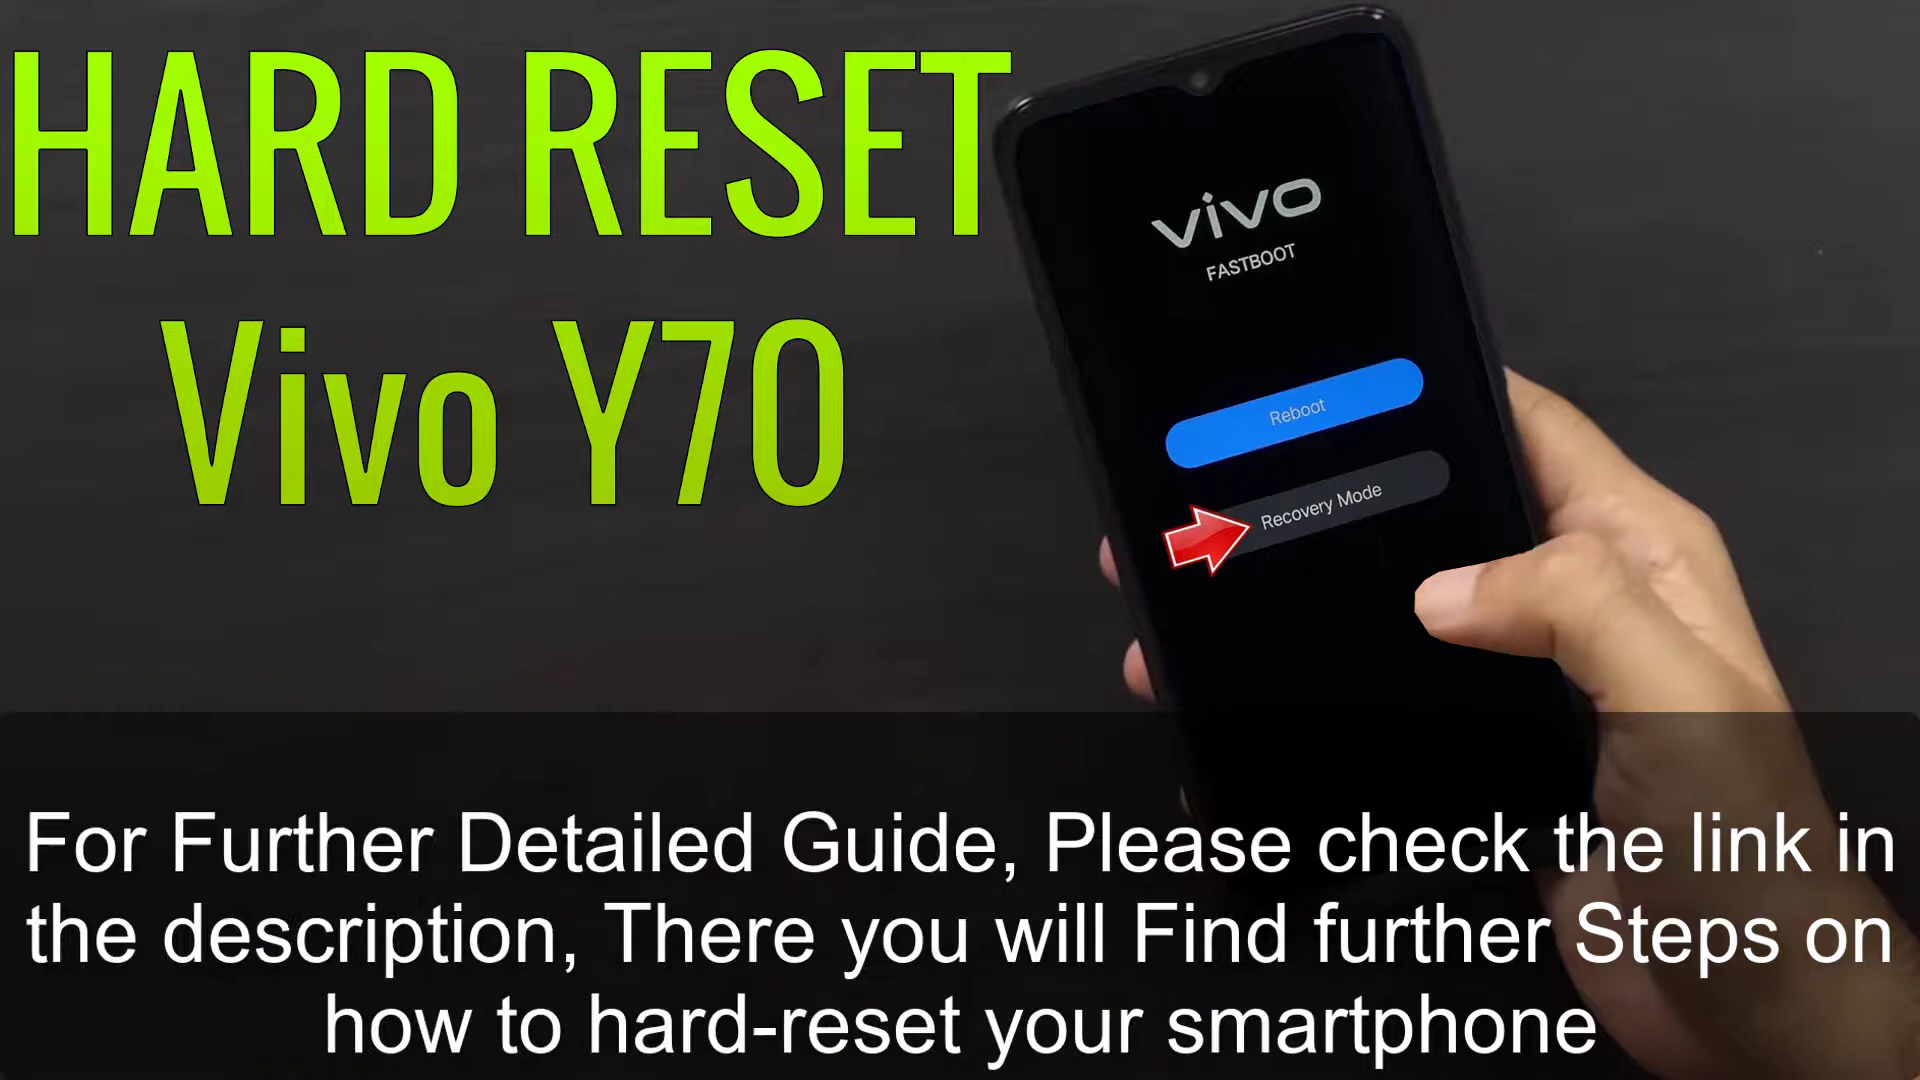 HARD RESET
Vivo Y70
vivo
FASTBOOT
Reboot
Recovery Mode
For Further Detailed Guide, Please check the link in
the description, There you will Find further Steps on
how to hard-reset your smartphone